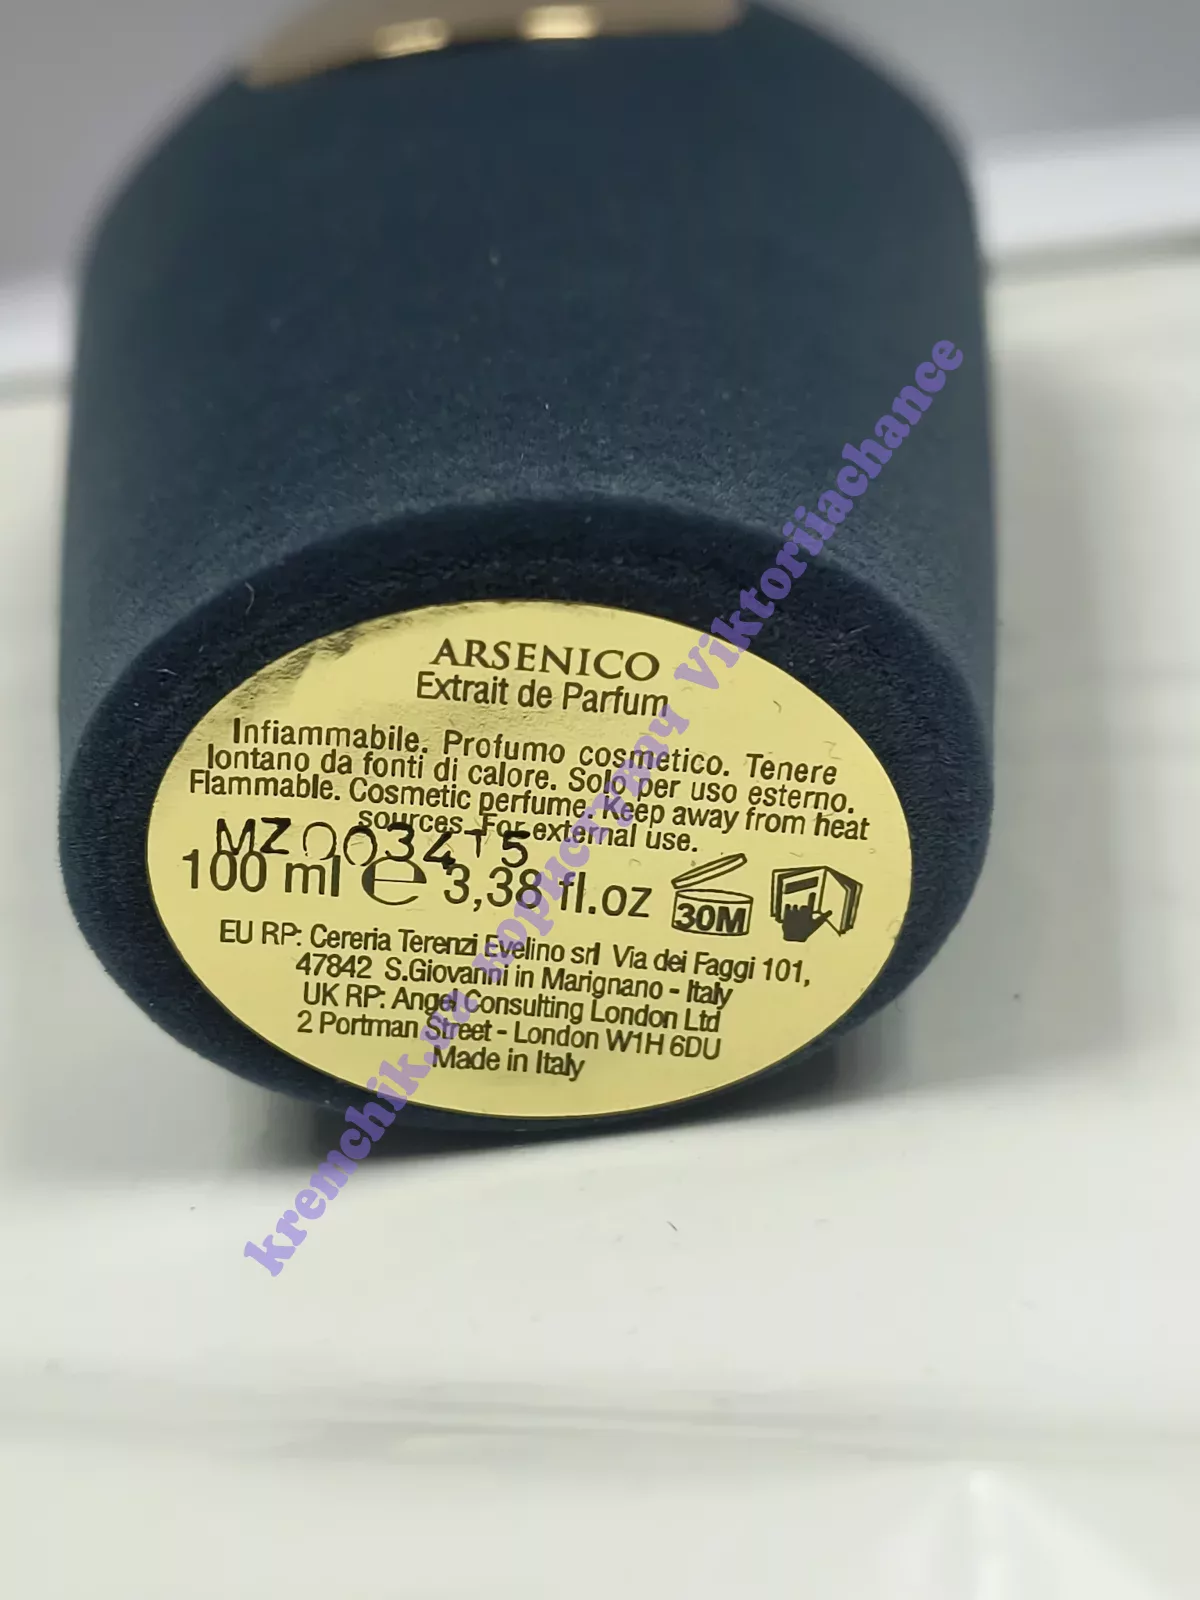 ARSENICO
Extrait de Parfum
Infiammabile. Profumo cosmetico. Tenere
lontano da fonti di calore. Solo per uso esterno.
Flammable. Cosmetic perfume. Keep away from heat
sources. For external use.
MZ003415
100 ml ℮ 3,38 fl.oz
30M
EU RP: Cereria Terenzi Evelino srl Via dei Faggi 101,
47842 S.Giovanni in Marignano - Italy
UK RP: Angel Consulting London Ltd
2 Portman Street - London W1H 6DU
Made in Italy
kremchik.ua користувач Viktoriiachance